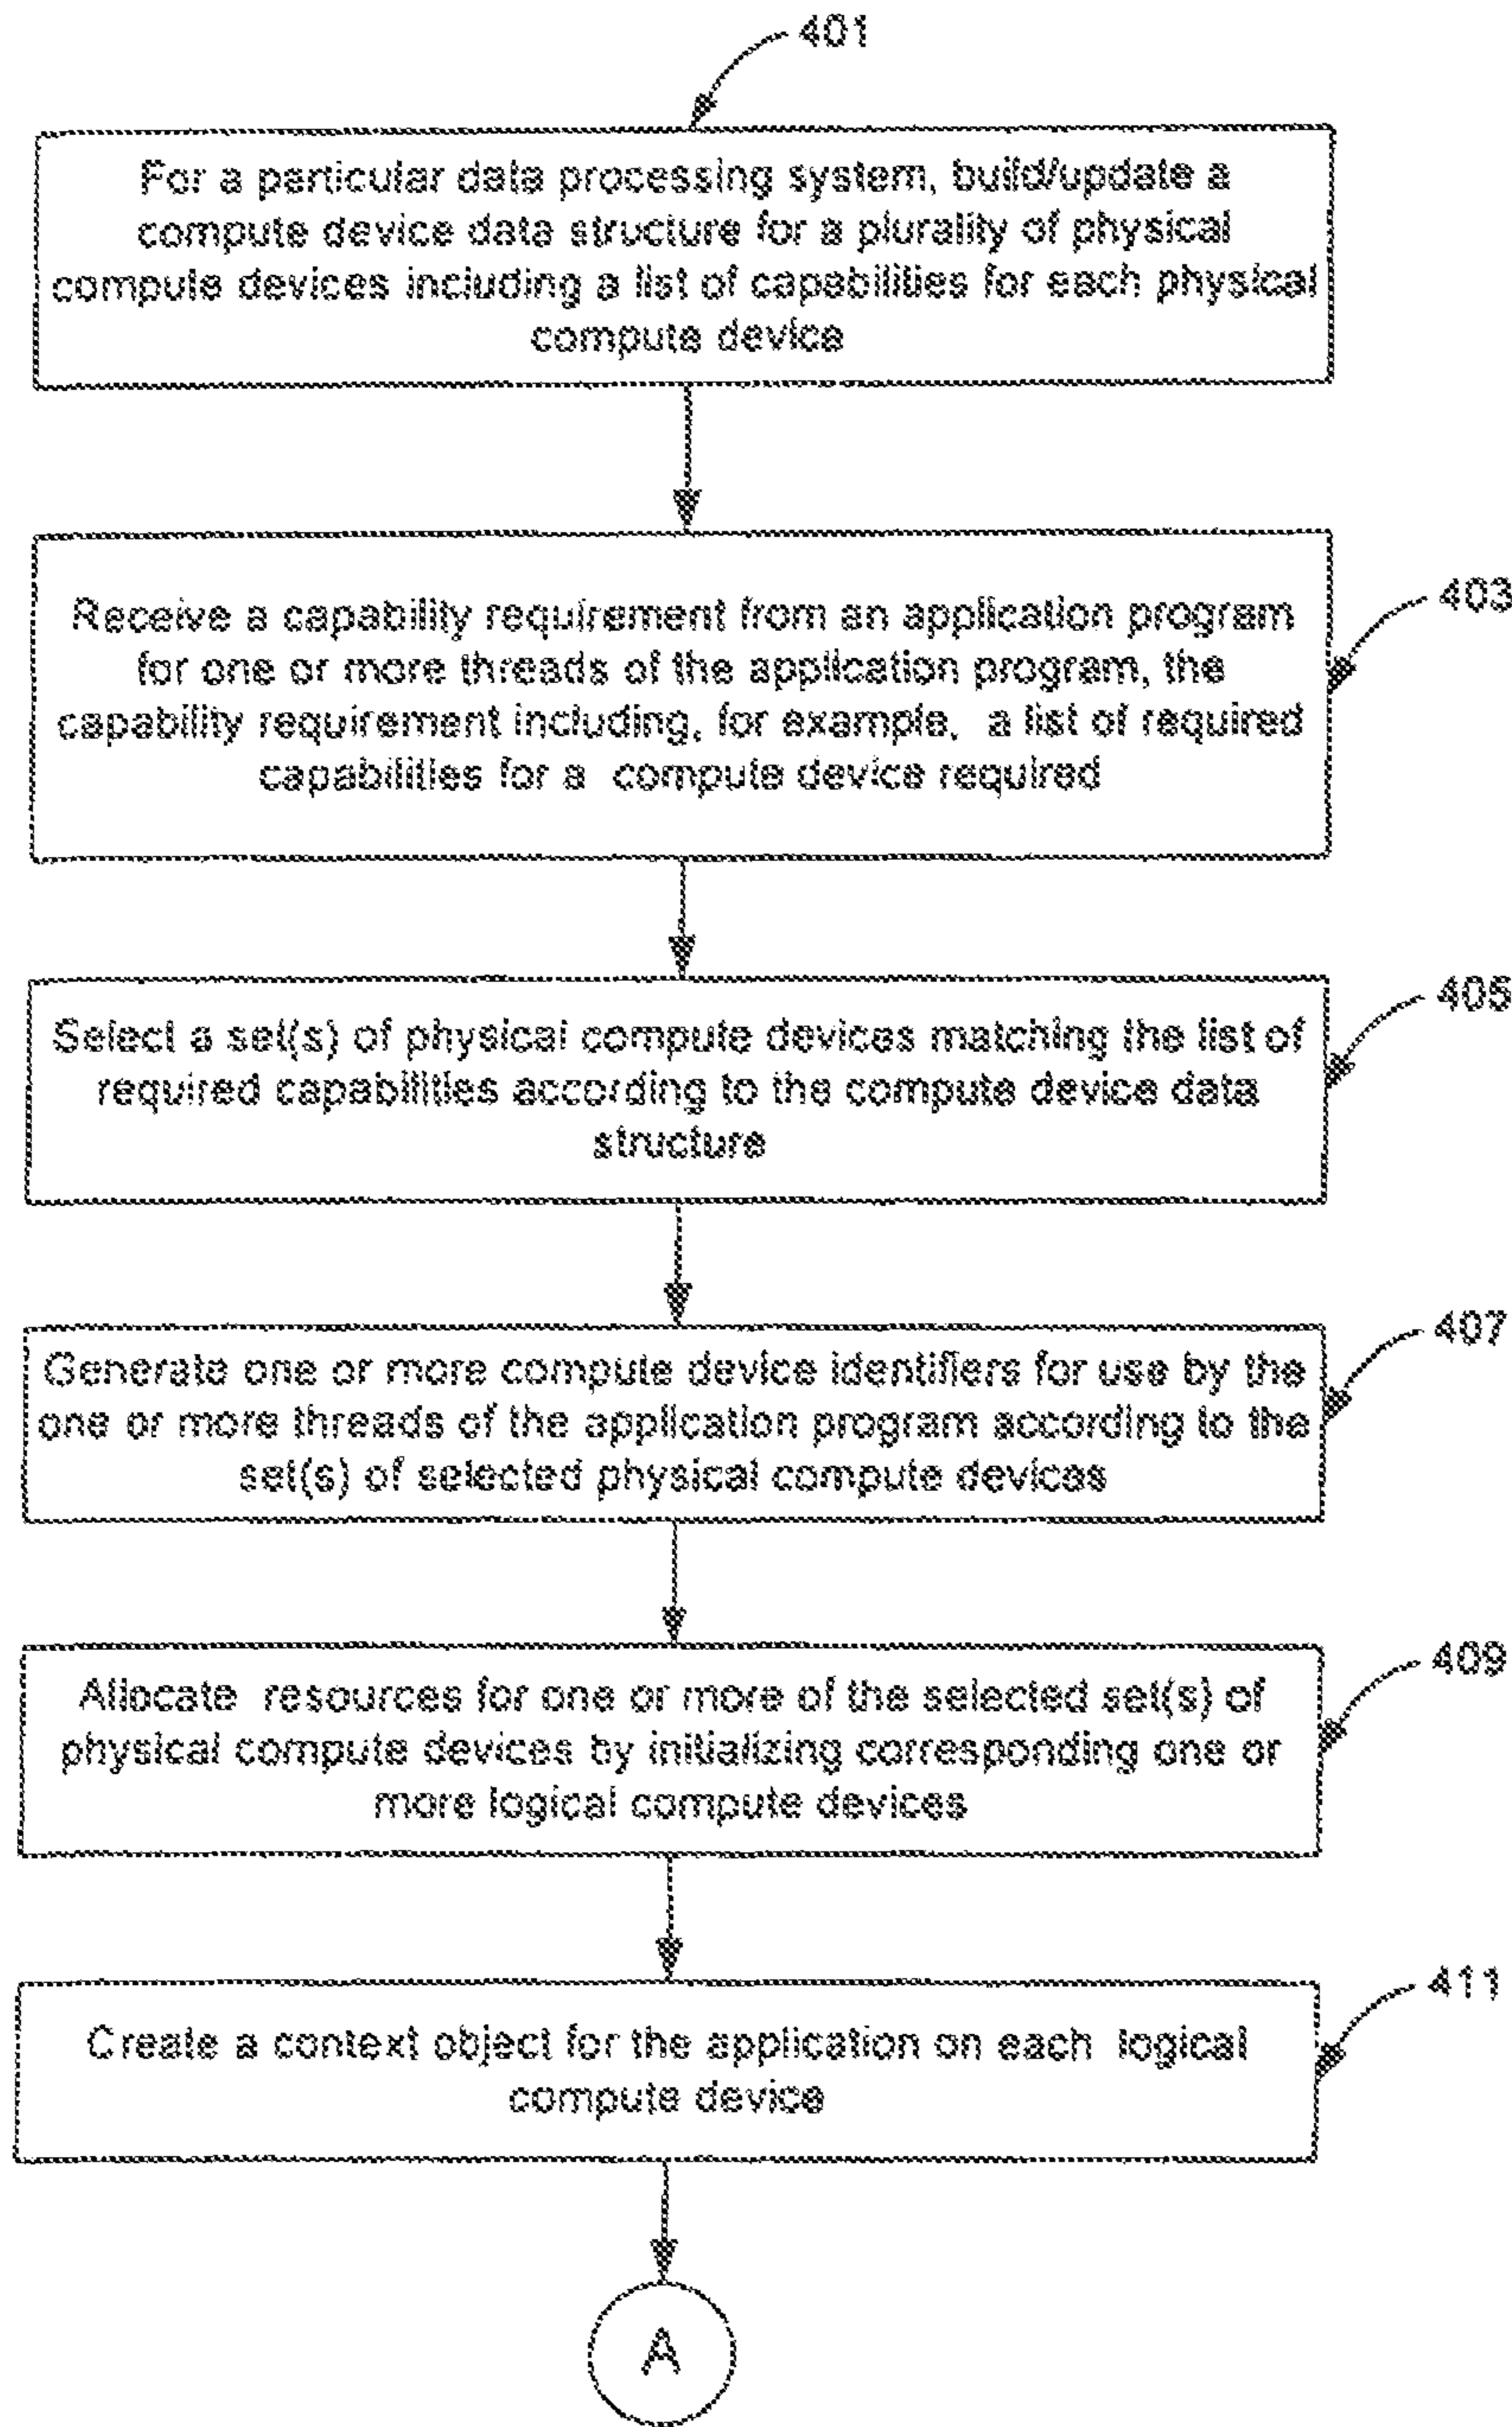 401
For a particular data processing system, build/update a
compute device data structure for a plurality of physical
compute devices including a list of capabilities for each physical
compute device
Receive a capability requirement from an application program
for one or more threads of the application program, the
capability requirement including, for example, a list of required
capabilities for a compute device required
403
Select a set(s) of physical compute devices matching the list of
required capabilities according to the compute device data
structure
405
Generate one or more compute device identifiers for use by the
one or more threads of the application program according to the
set(s) of selected physical compute devices
407
Allocate resources for one or more of the selected set(s) of
physical compute devices by initializing corresponding one or
more logical compute devices
409
Create a context object for the application on each logical
compute device
411
A